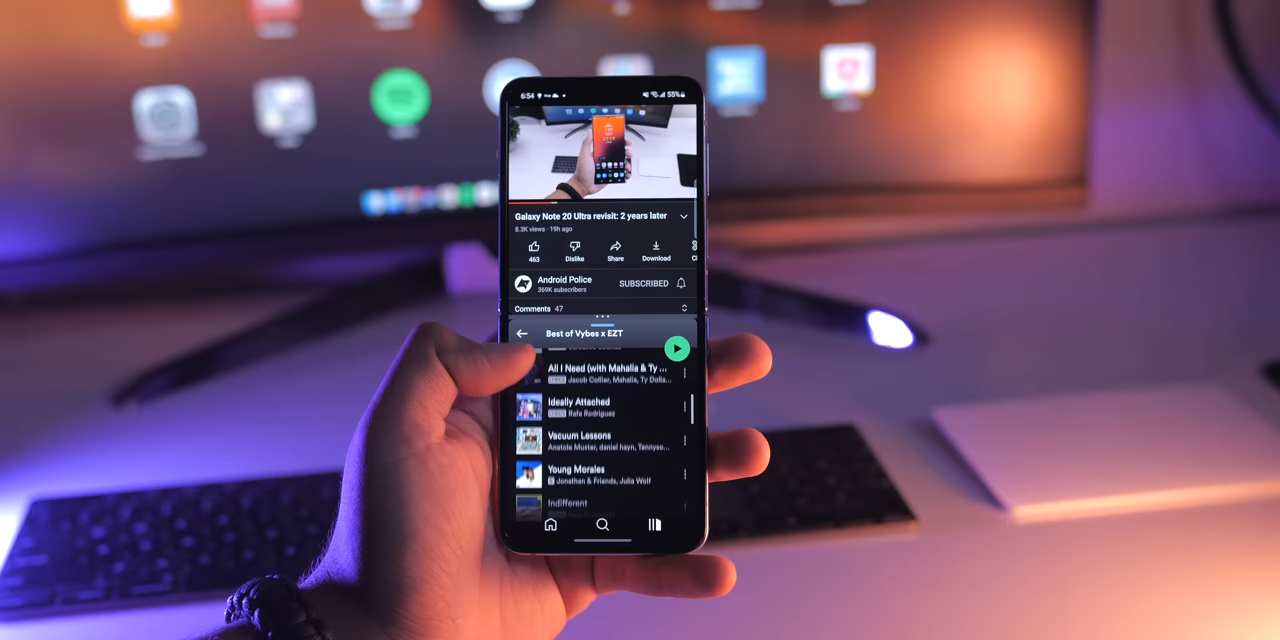 6:54
55%
Galaxy Note 20 Ultra revisit: 2 years later
8.3K views · 19h ago
463
Dislike
Share
Download
Android Police
369K subscribers
SUBSCRIBED
Comments 47
Best of Vybes x EZT
All I Need (with Mahalia & Ty ...
LYRICS Jacob Collier, Mahalia, Ty Dolla...
Ideally Attached
LYRICS Rafa Rodriguez
Vacuum Lessons
Anatole Muster, daniel hayn, Tennyso...
Young Morales
E Jonathan & Friends, Julia Wolf
Indifferent